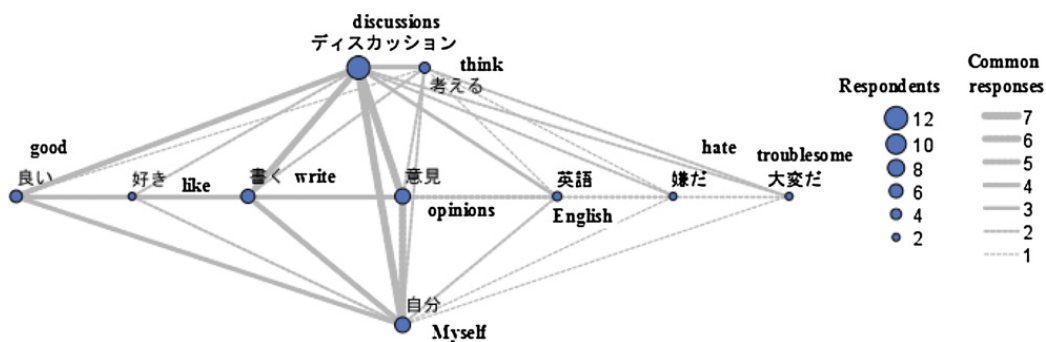 discussions
ディスカッション
think
考える
good
良い
好き
like
書く
write
意見
opinions
英語
English
嫌だ
hate
troublesome
大変だ
自分
Myself
Respondents
12
10
8
6
4
2
Common
responses
7
6
5
4
3
2
1